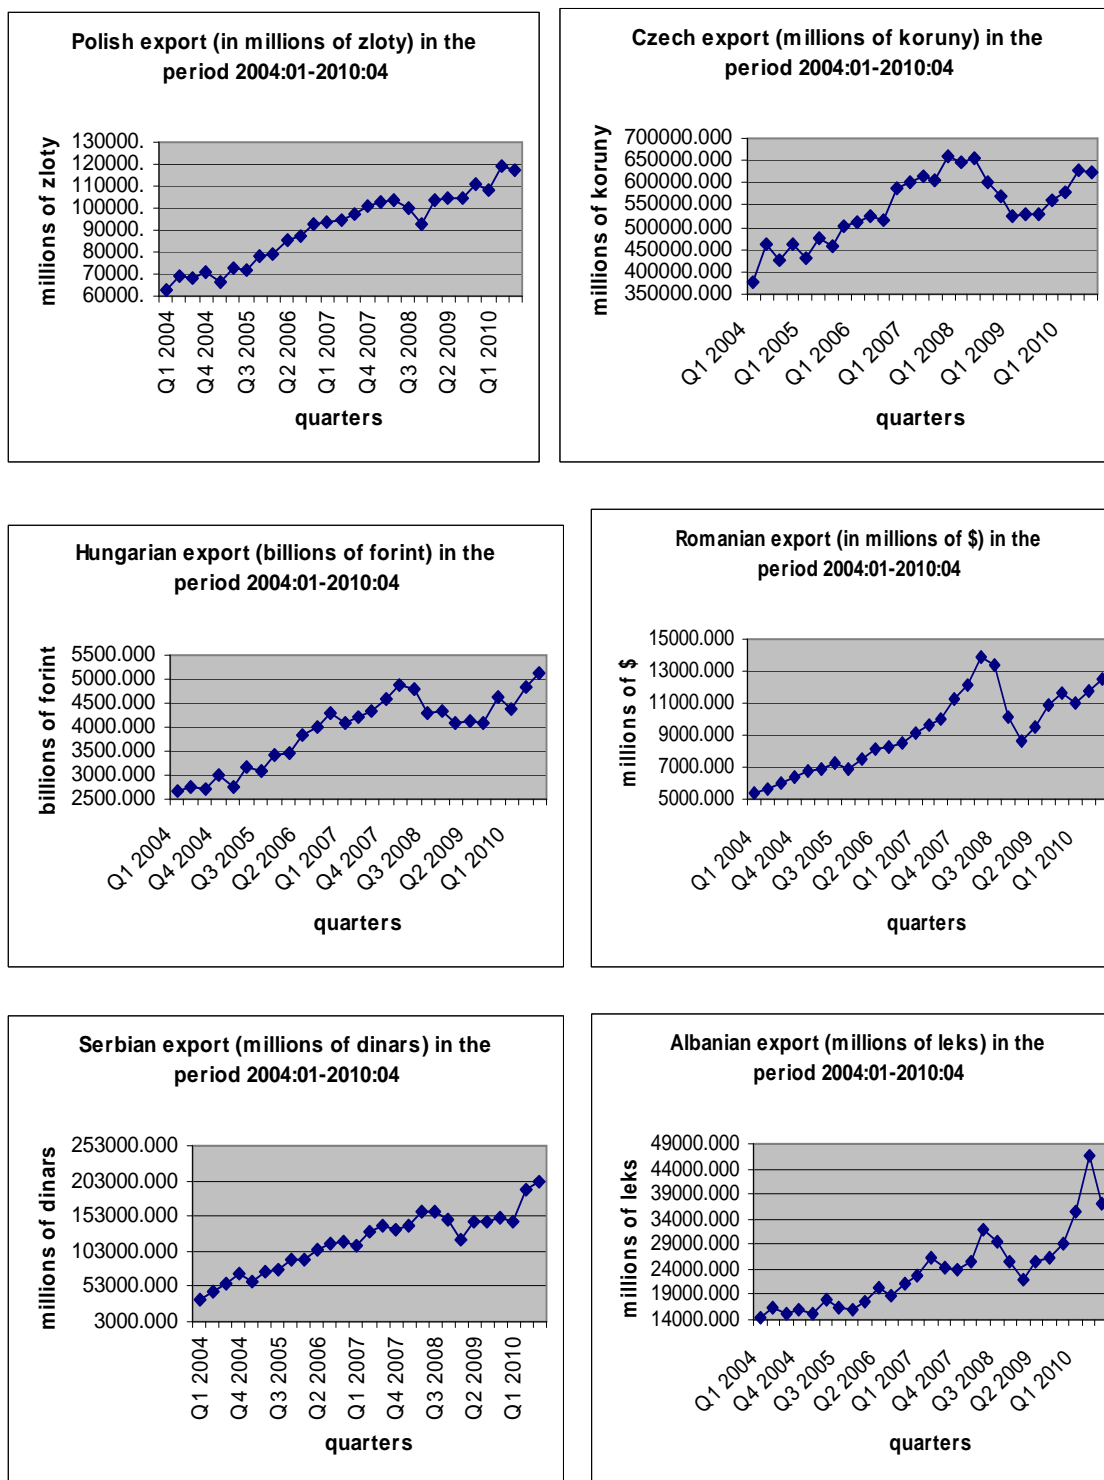 Polish export (in millions of zloty) in the
period 2004:01-2010:04
millions of zloty
130000.
120000.
110000.
100000.
90000.
80000.
70000.
60000.
Q1 2004
Q4 2004
Q3 2005
Q2 2006
Q1 2007
Q4 2007
Q3 2008
Q2 2009
Q1 2010
quarters
Czech export (millions of koruny) in the
period 2004:01-2010:04
millions of koruny
700000.000
650000.000
600000.000
550000.000
500000.000
450000.000
400000.000
350000.000
Q1 2004
Q1 2005
Q1 2006
Q1 2007
Q1 2008
Q1 2009
Q1 2010
quarters
Hungarian export (billions of forint) in the
period 2004:01-2010:04
billions of forint
5500.000
5000.000
4500.000
4000.000
3500.000
3000.000
2500.000
Q1 2004
Q4 2004
Q3 2005
Q2 2006
Q1 2007
Q4 2007
Q3 2008
Q2 2009
Q1 2010
quarters
Romanian export (in millions of $) in the
period 2004:01-2010:04
millions of $
15000.000
13000.000
11000.000
9000.000
7000.000
5000.000
Q1 2004
Q4 2004
Q3 2005
Q2 2006
Q1 2007
Q4 2007
Q3 2008
Q2 2009
Q1 2010
quarters
Serbian export (millions of dinars) in the
period 2004:01-2010:04
millions of dinars
253000.000
203000.000
153000.000
103000.000
53000.000
3000.000
Q1 2004
Q4 2004
Q3 2005
Q2 2006
Q1 2007
Q4 2007
Q3 2008
Q2 2009
Q1 2010
quarters
Albanian export (millions of leks) in the
period 2004:01-2010:04
millions of leks
49000.000
44000.000
39000.000
34000.000
29000.000
24000.000
19000.000
14000.000
Q1 2004
Q4 2004
Q3 2005
Q2 2006
Q1 2007
Q4 2007
Q3 2008
Q2 2009
Q1 2010
quarters